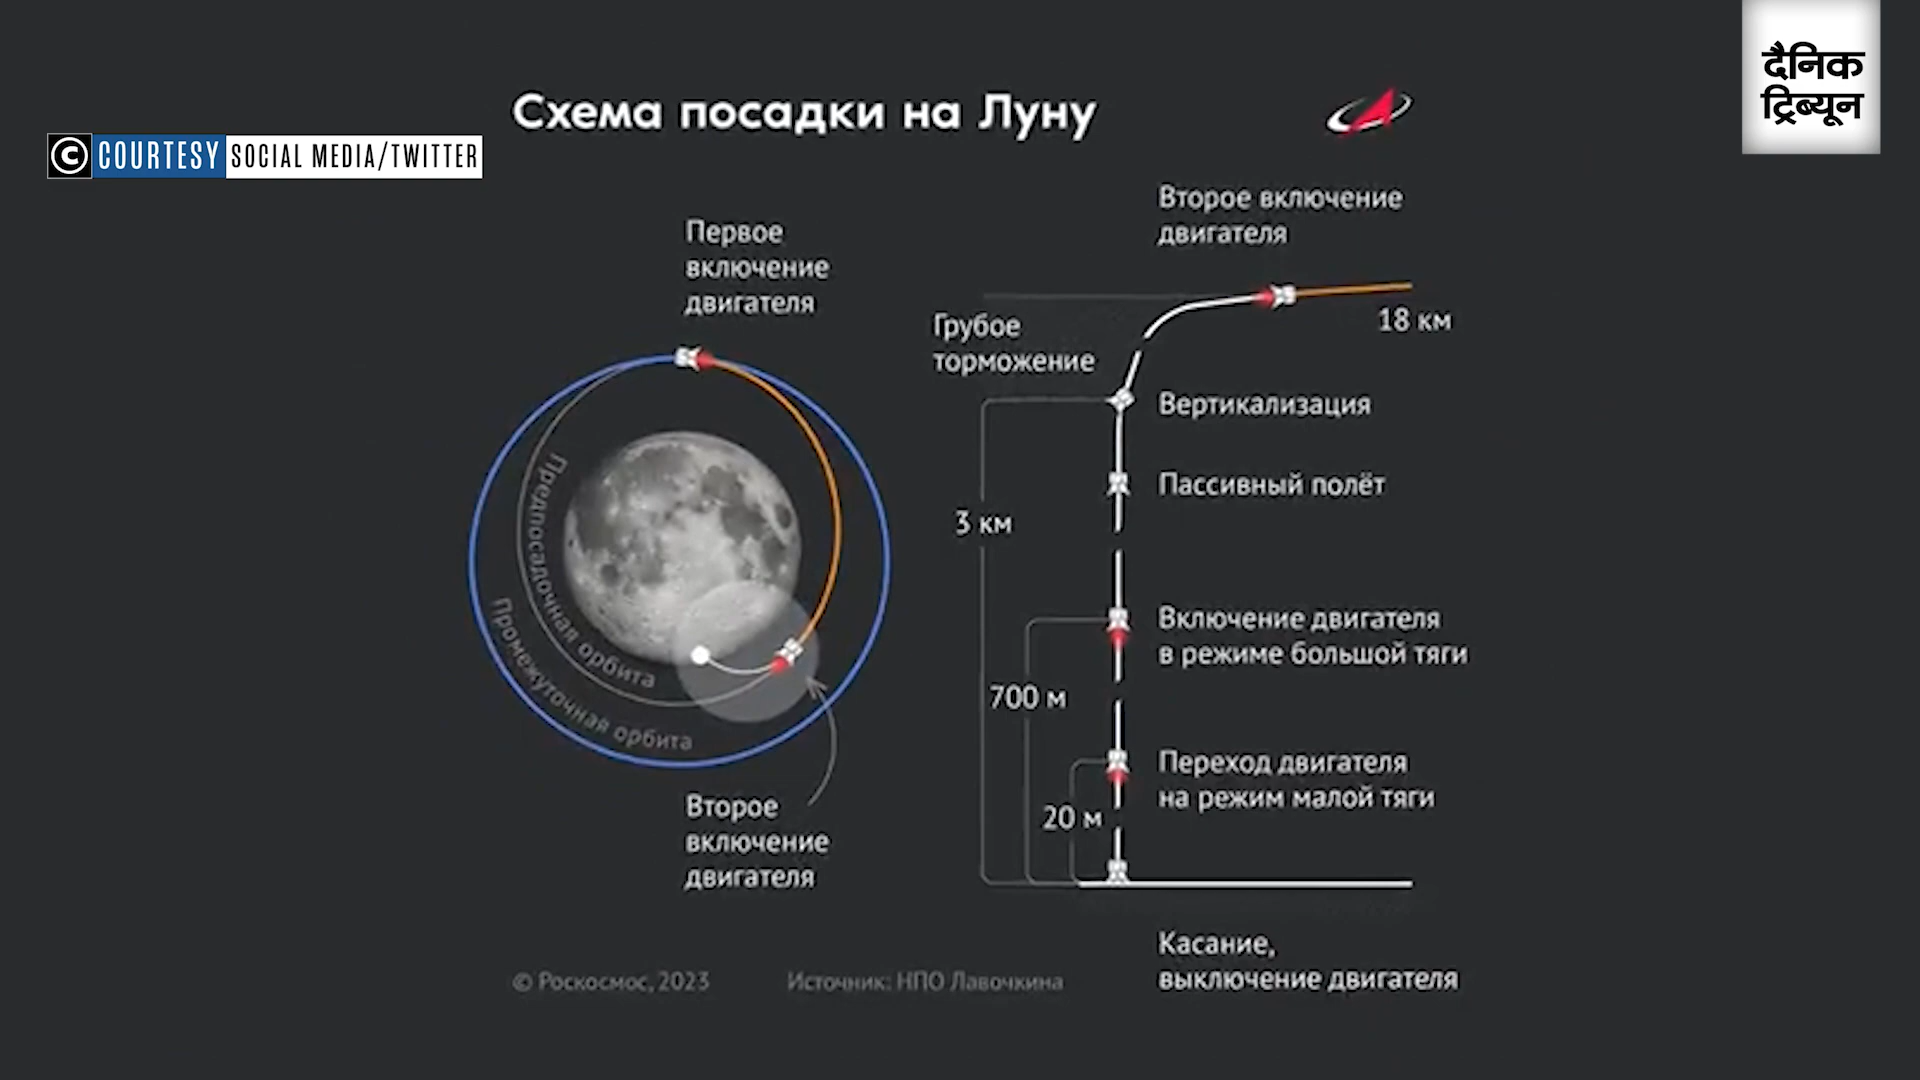 दैनिक
ट्रिब्यून
Схема посадки на Луну
© COURTESY SOCIAL MEDIA/TWITTER
Первое
включение
двигателя
Предпосадочная орбита
Промежуточная орбита
Второе
включение
двигателя
Второе включение
двигателя
18 км
Грубое
торможение
Вертикализация
Пассивный полёт
3 км
Включение двигателя
в режиме большой тяги
700 м
Переход двигателя
на режим малой тяги
20 м
Касание,
выключение двигателя
© Роскосмос, 2023
Источник: НПО Лавочкина